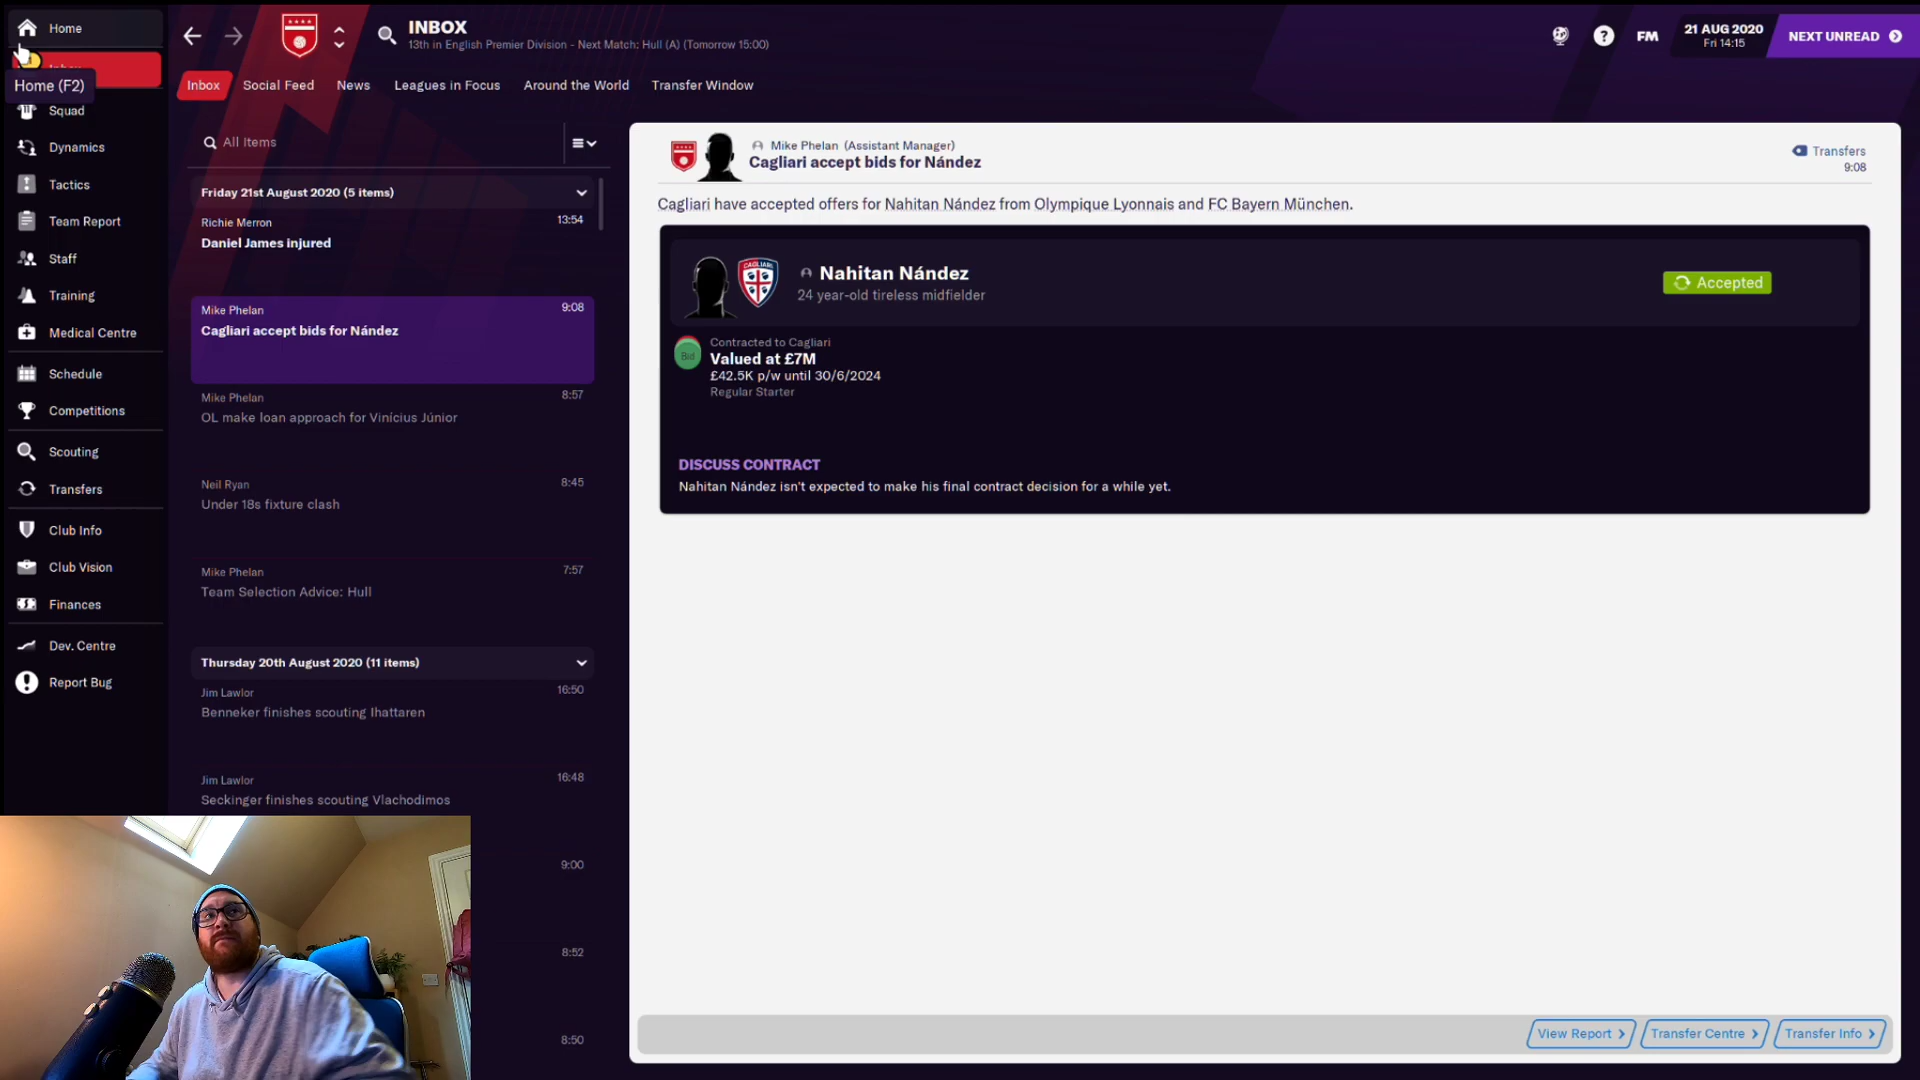 Home
Home (F2)
Squad
Dynamics
Tactics
Team Report
Staff
Training
Medical Centre
Schedule
Competitions
Scouting
Transfers
Club Info
Club Vision
Finances
Dev. Centre
Report Bug
INBOX
13th in English Premier Division - Next Match: Hull (A) (Tomorrow 15:00)
FM
21 AUG 2020
Fri 14:15
NEXT UNREAD
Inbox
Social Feed
News
Leagues in Focus
Around the World
Transfer Window
All Items
Friday 21st August 2020 (5 items)
Richie Merron
13:54
Daniel James injured
Mike Phelan
9:08
Cagliari accept bids for Nández
Mike Phelan
8:57
OL make loan approach for Vinícius Júnior
Neil Ryan
8:45
Under 18s fixture clash
Mike Phelan
7:57
Team Selection Advice: Hull
Thursday 20th August 2020 (11 items)
Jim Lawlor
16:50
Benneker finishes scouting Ihattaren
Jim Lawlor
16:48
Seckinger finishes scouting Vlachodimos
9:00
8:52
8:50
Mike Phelan (Assistant Manager)
Cagliari accept bids for Nández
Transfers
9:08
Cagliari have accepted offers for Nahitan Nández from Olympique Lyonnais and FC Bayern München.
CAGLIARI
Nahitan Nández
24 year-old tireless midfielder
Accepted
Bid
Contracted to Cagliari
Valued at £7M
£42.5K p/w until 30/6/2024
Regular Starter
DISCUSS CONTRACT
Nahitan Nández isn't expected to make his final contract decision for a while yet.
View Report
Transfer Centre
Transfer Info